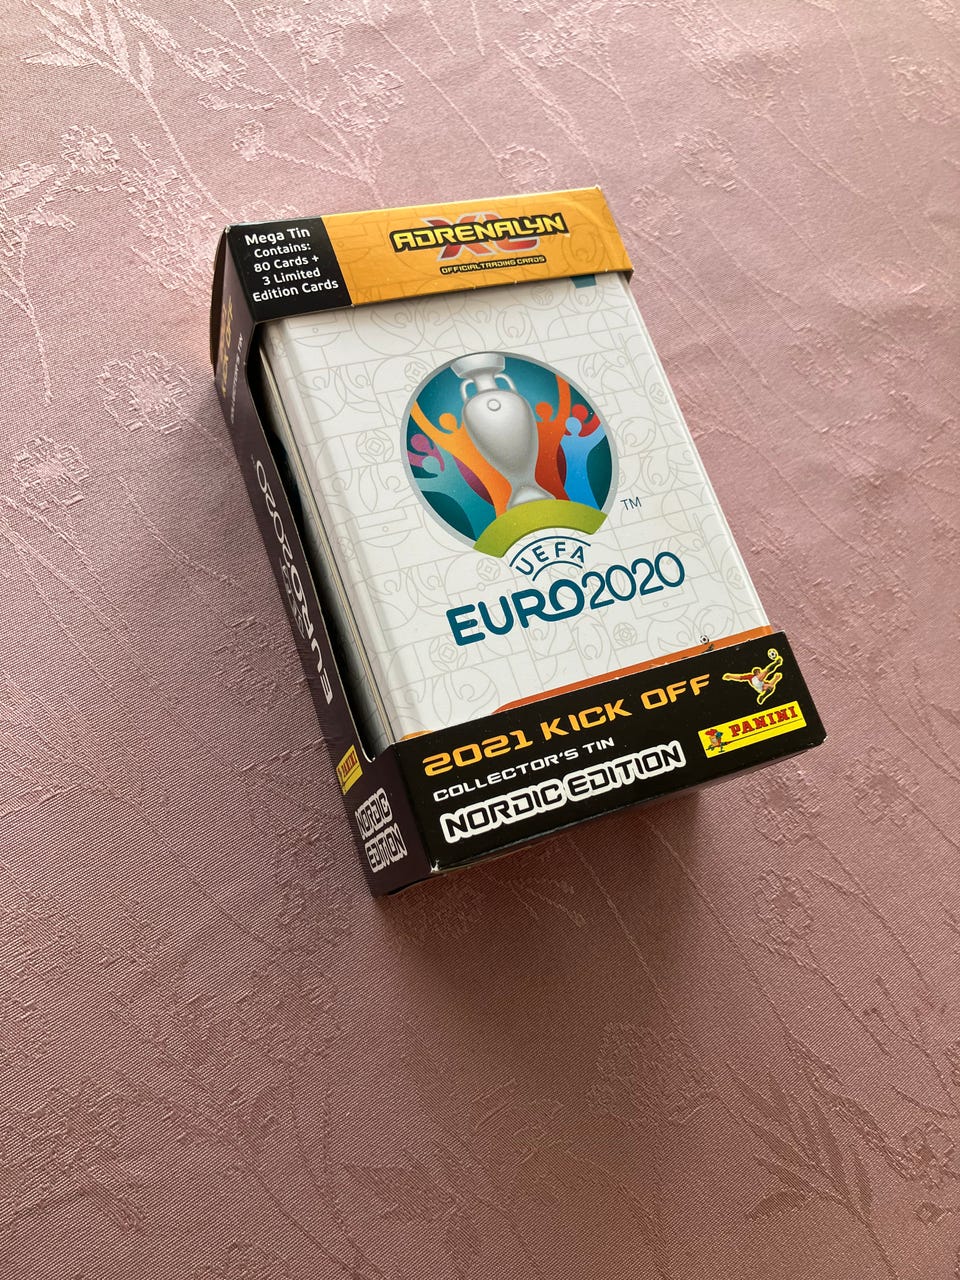 Mega Tin
Contains:
80 Cards +
3 Limited
Edition Cards
ADRENALYN
XL
OFFICIAL TRADING CARDS
TM
UEFA
EURO2020
2021 KICK OFF
COLLECTOR'S TIN
NORDIC EDITION
PANINI
EURO2020
PANINI
NORDIC
EDITION